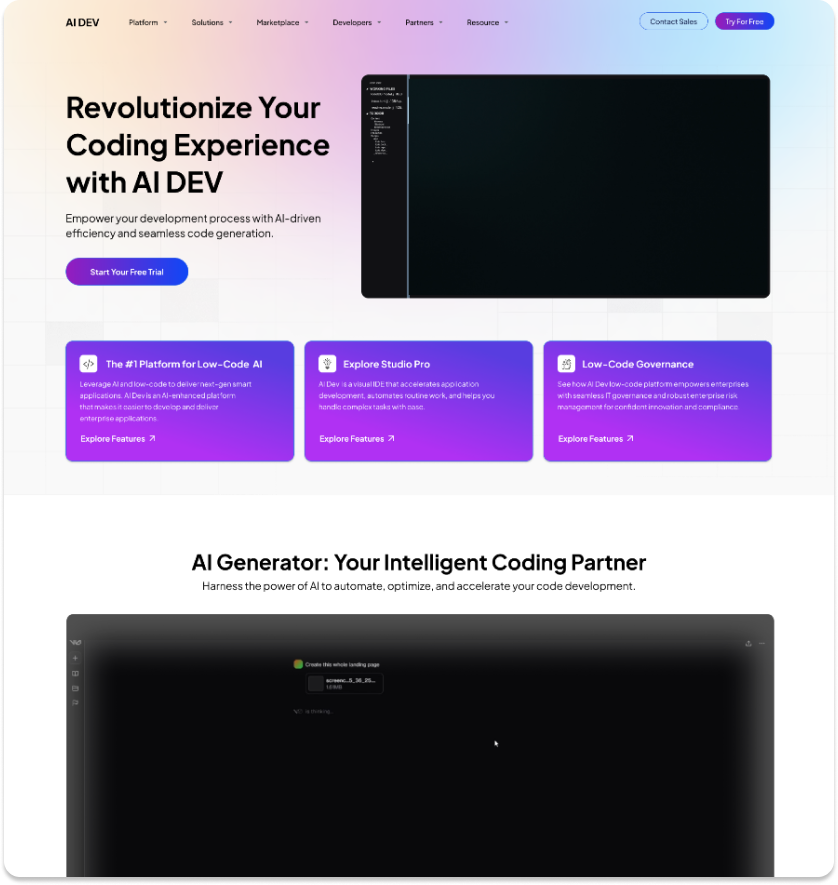 AI DEV
Platform
Solutions
Marketplace
Developers
Partners
Resource
Contact Sales
Try For Free
Revolutionize Your
Coding Experience
with AI DEV
Empower your development process with AI-driven
efficiency and seamless code generation.
Start Your Free Trial
The #1 Platform for Low-Code AI
Leverage AI and low-code to deliver next-gen smart
applications. AI Dev is an AI-enhanced platform
that makes it easier to develop and deliver
enterprise applications.
Explore Features
Explore Studio Pro
AI Dev is a visual IDE that accelerates application
development, automates routine work, and helps you
handle complex tasks with ease.
Explore Features
Low-Code Governance
See how AI Dev low-code platform empowers enterprises
with seamless IT governance and robust enterprise risk
management for confident innovation and compliance
Explore Features
AI Generator: Your Intelligent Coding Partner
Harness the power of AI to automate, optimize, and accelerate your code development.
Create this whole landing page
screenc...5_36_25...
is thinking...